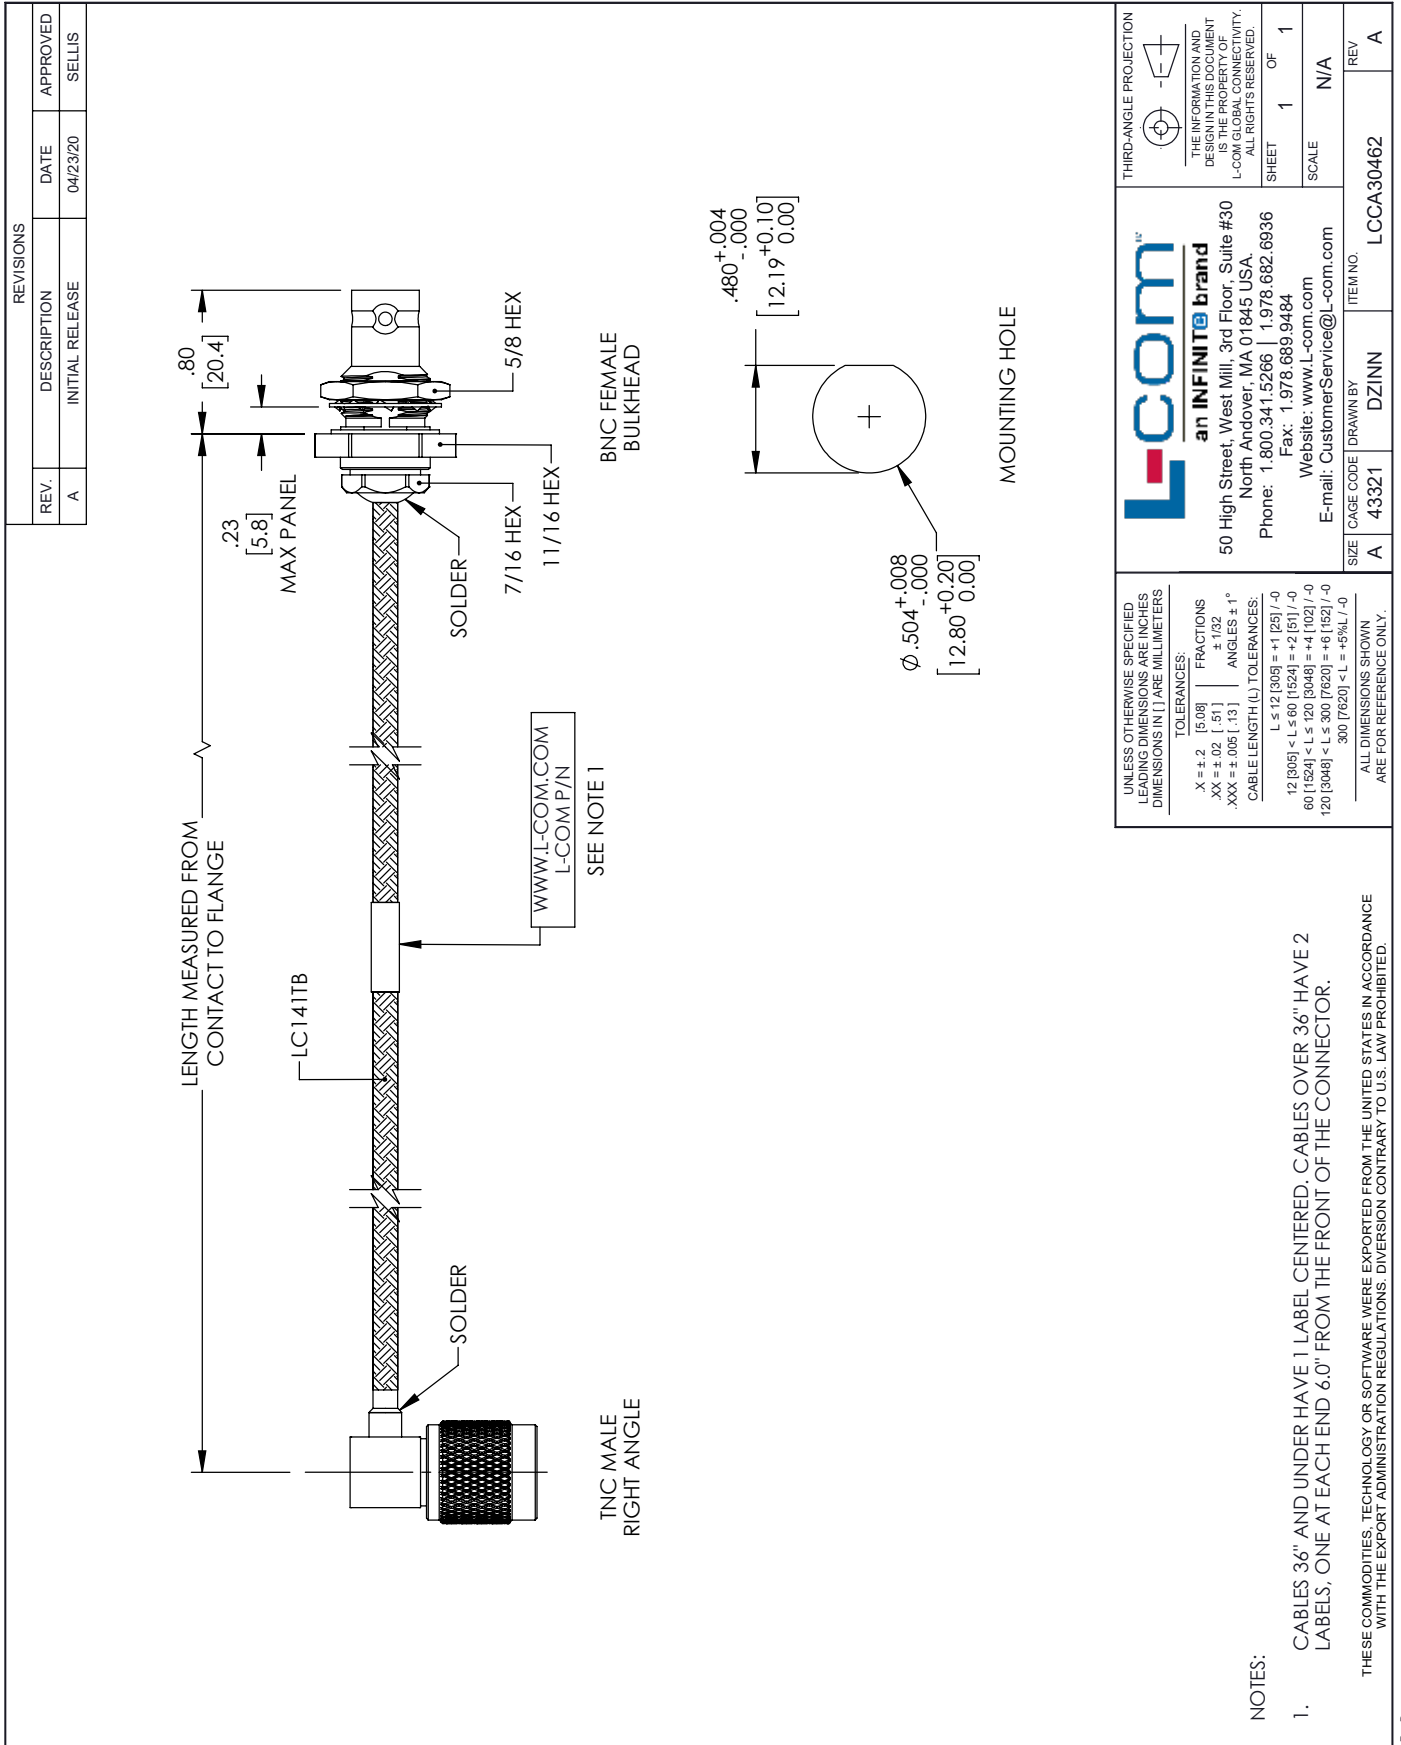 REVISIONS
REV. DESCRIPTION DATE APPROVED
A INITIAL RELEASE 04/23/20 SELLIS
LENGTH MEASURED FROM
CONTACT TO FLANGE
.80
[20.4]
.23
[5.8]
MAX PANEL
LC141TB
SOLDER
SOLDER
7/16 HEX
11/16 HEX
5/8 HEX
WWW.L-COM.COM
L-COM P/N
SEE NOTE 1
TNC MALE
RIGHT ANGLE
BNC FEMALE
BULKHEAD
.480 +.004 -.000
[12.19 +0.10 0.00]
Ø.504 +.008 -.000
[12.80 +0.20 0.00]
MOUNTING HOLE
NOTES:
1. CABLES 36" AND UNDER HAVE 1 LABEL CENTERED. CABLES OVER 36" HAVE 2
LABELS, ONE AT EACH END 6.0" FROM THE FRONT OF THE CONNECTOR.
THESE COMMODITIES, TECHNOLOGY OR SOFTWARE WERE EXPORTED FROM THE UNITED STATES IN ACCORDANCE
WITH THE EXPORT ADMINISTRATION REGULATIONS. DIVERSION CONTRARY TO U.S. LAW PROHIBITED.
UNLESS OTHERWISE SPECIFIED
LEADING DIMENSIONS ARE INCHES
DIMENSIONS IN [ ] ARE MILLIMETERS
TOLERANCES:
.X = ±.2 [5.08] FRACTIONS
.XX = ±.02 [.51] ± 1/32
.XXX = ±.005 [.13] ANGLES ± 1°
CABLE LENGTH (L) TOLERANCES:
L ≤ 12 [305] = +1 [25] / -0
12 [305] < L ≤ 60 [1524] = +2 [51] / -0
60 [1524] < L ≤ 120 [3048] = +4 [102] / -0
120 [3048] < L ≤ 300 [7620] = +6 [152] / -0
300 [7620] < L = +5%L / -0
ALL DIMENSIONS SHOWN
ARE FOR REFERENCE ONLY.
L-com
an INFINIT@ brand
50 High Street, West Mill, 3rd Floor, Suite #30
North Andover, MA 01845 USA.
Phone: 1.800.341.5266 | 1.978.682.6936
Fax: 1.978.689.9484
Website: www.L-com.com
E-mail: CustomerService@L-com.com
THIRD-ANGLE PROJECTION
THE INFORMATION AND
DESIGN IN THIS DOCUMENT
IS THE PROPERTY OF
L-COM GLOBAL CONNECTIVITY.
ALL RIGHTS RESERVED.
SHEET 1 OF 1
SCALE N/A
SIZE A
CAGE CODE 43321
DRAWN BY DZINN
ITEM NO. LCCA30462
REV A